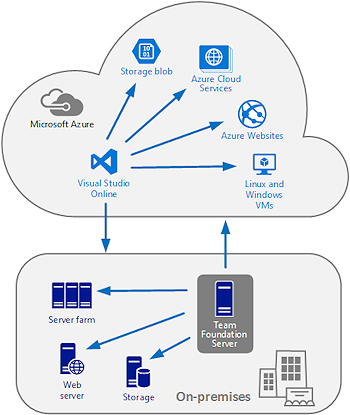 Storage blob
Azure Cloud
Services
Microsoft Azure
Azure Websites
Visual Studio
Online
Linux and
Windows
VMs
Server farm
Team
Foundation
Server
Web
server
Storage
On-premises